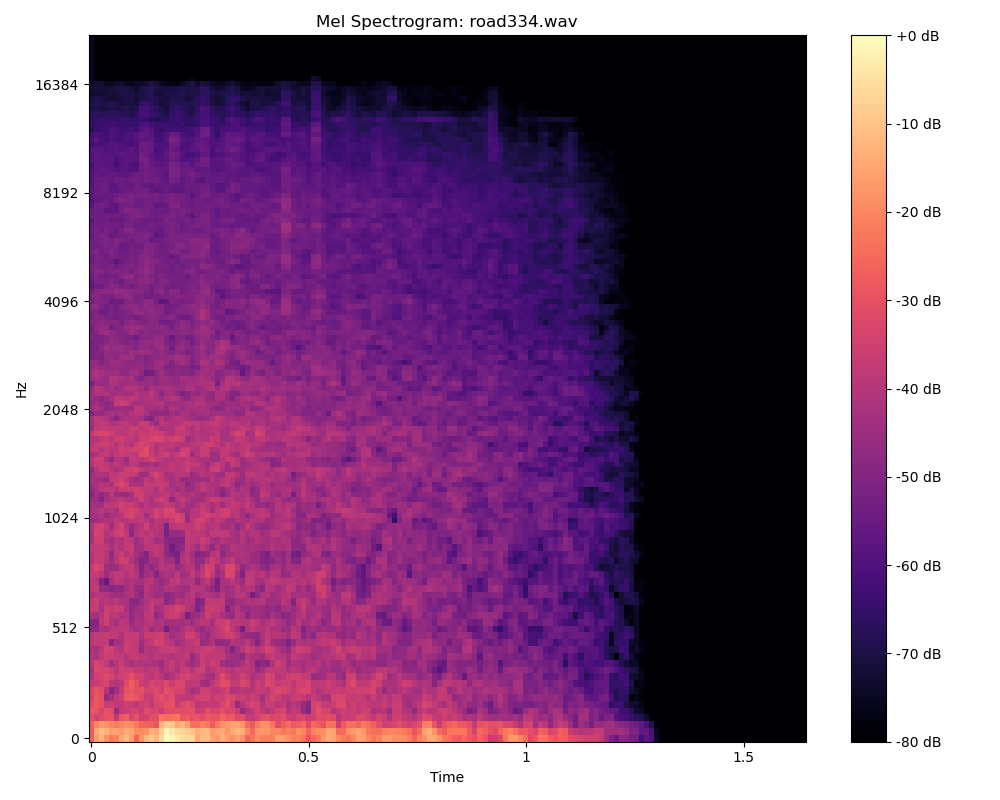 Mel Spectrogram: road334.wav
+0 dB
16384
-10 dB
8192
-20 dB
4096
-30 dB
Hz
-40 dB
2048
-50 dB
1024
-60 dB
512
-70 dB
0
-80 dB
0
0.5
1
1.5
Time